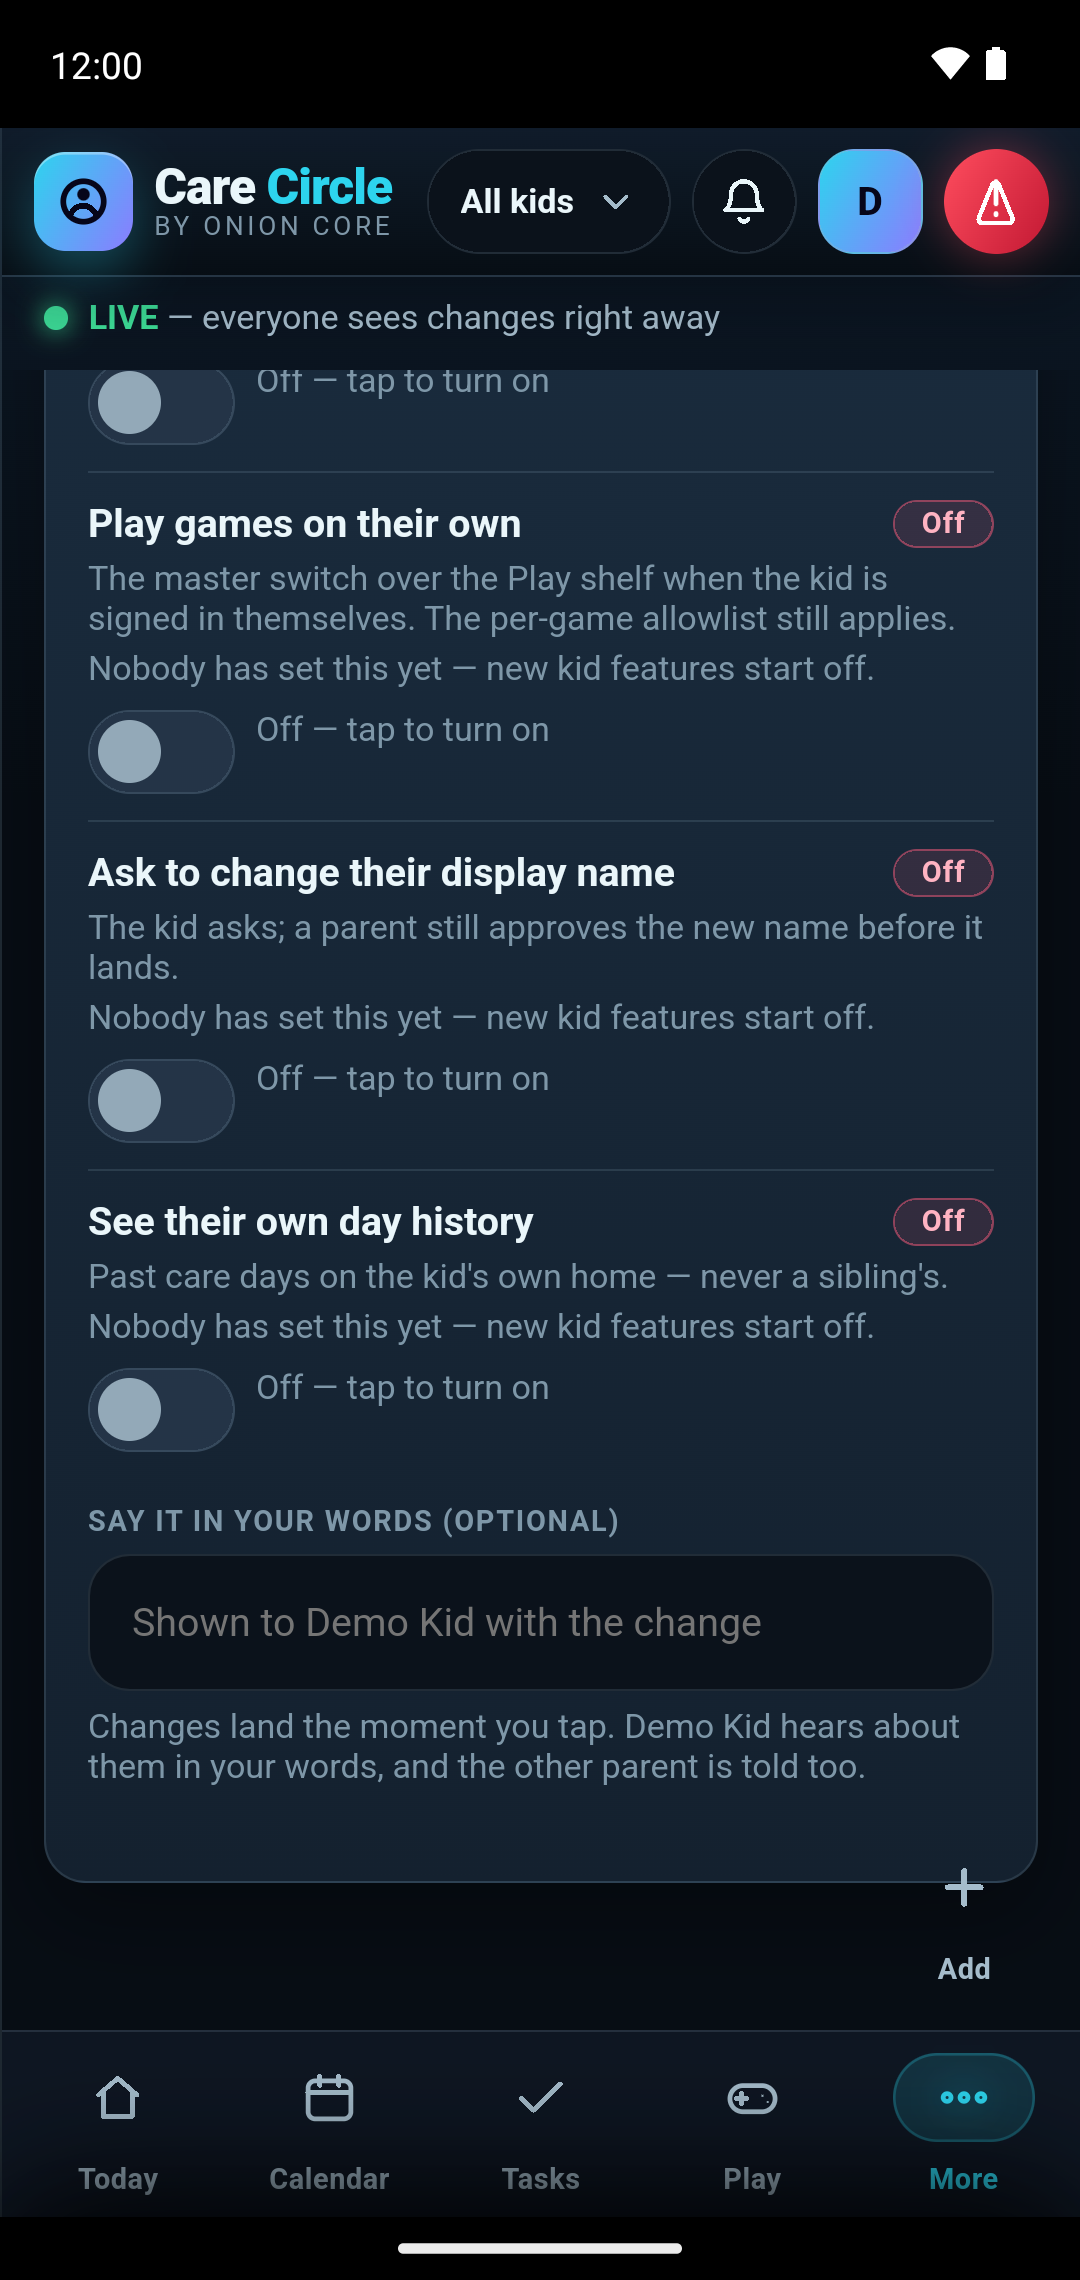 12:00
Care Circle
BY ONION CORE
All kids
D
LIVE — everyone sees changes right away
Off — tap to turn on
Play games on their own
Off
The master switch over the Play shelf when the kid is
signed in themselves. The per-game allowlist still applies.
Nobody has set this yet — new kid features start off.
Off — tap to turn on
Ask to change their display name
Off
The kid asks; a parent still approves the new name before it
lands.
Nobody has set this yet — new kid features start off.
Off — tap to turn on
See their own day history
Off
Past care days on the kid's own home — never a sibling's.
Nobody has set this yet — new kid features start off.
Off — tap to turn on
SAY IT IN YOUR WORDS (OPTIONAL)
Shown to Demo Kid with the change
Changes land the moment you tap. Demo Kid hears about
them in your words, and the other parent is told too.
Add
Today
Calendar
Tasks
Play
More